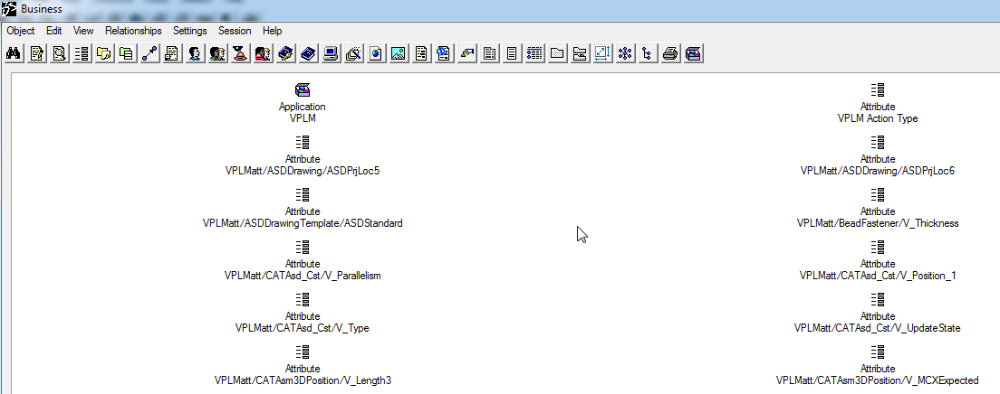 Business
Object Edit View Relationships Settings Session Help
Application Attribute
VPLM VPLM Action Type
Attribute Attribute
VPLMatt/ASDDrawing/ASDPrjLoc5 VPLMatt/ASDDrawing/ASDPrjLoc6
Attribute Attribute
VPLMatt/ASDDrawingTemplate/ASDStandard VPLMatt/BeadFastener/V_Thickness
Attribute Attribute
VPLMatt/CATAsd_Cst/V_Parallelism VPLMatt/CATAsd_Cst/V_Position_1
Attribute Attribute
VPLMatt/CATAsd_Cst/V_Type VPLMatt/CATAsd_Cst/V_UpdateState
Attribute Attribute
VPLMatt/CATAsm3DPosition/V_Length3 VPLMatt/CATAsm3DPosition/V_MCXExpected